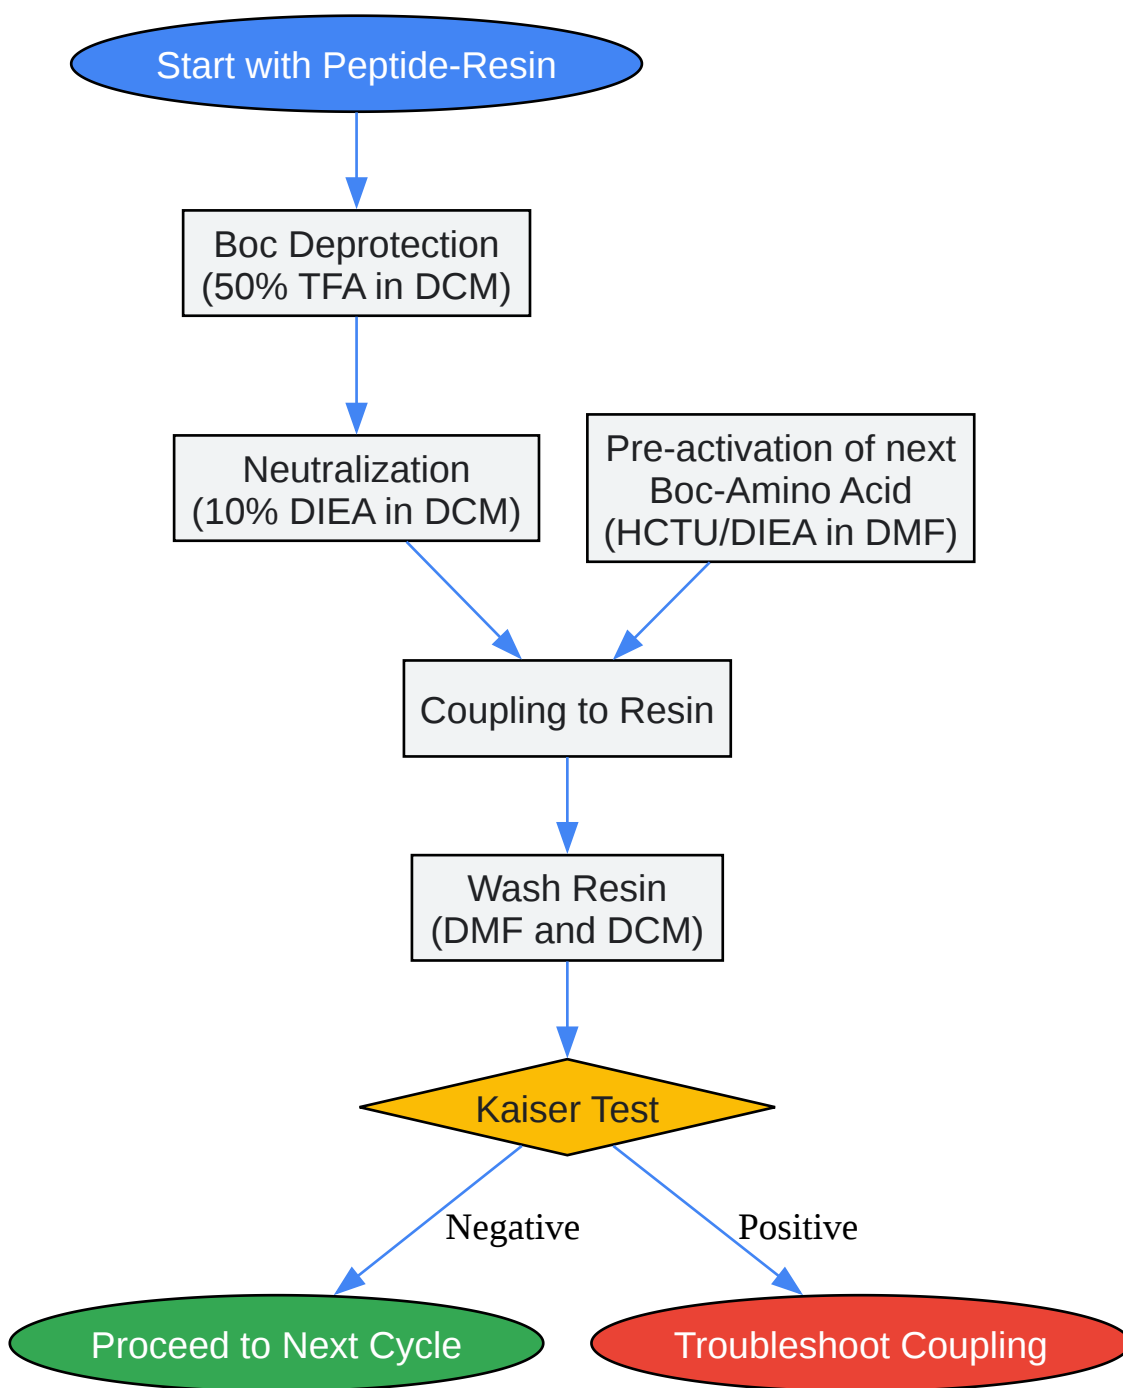 Start with Peptide-Resin
Boc Deprotection
(50% TFA in DCM)
Neutralization
(10% DIEA in DCM)
Pre-activation of next
Boc-Amino Acid
(HCTU/DIEA in DMF)
Coupling to Resin
Wash Resin
(DMF and DCM)
Kaiser Test
Negative
Positive
Proceed to Next Cycle
Troubleshoot Coupling